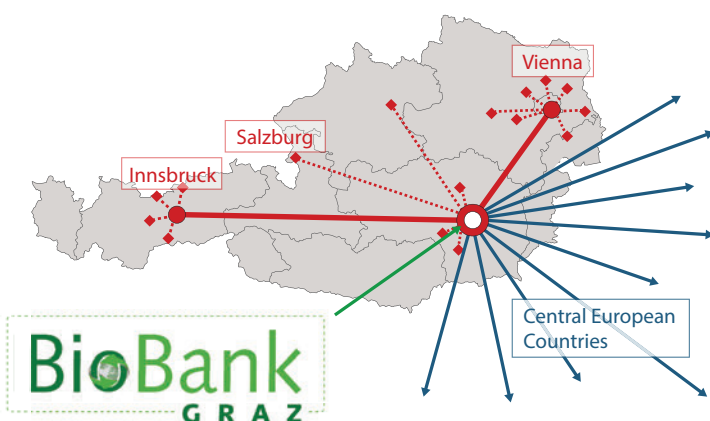 Vienna
Salzburg
Innsbruck
Central European
Countries
BioBank
GRAZ